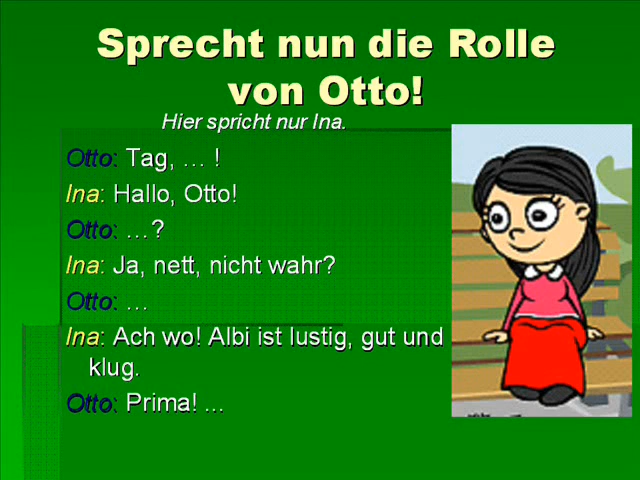 Sprecht nun die Rolle
von Otto!
Hier spricht nur Ina.
Otto: Tag, … !
Ina: Hallo, Otto!
Otto: …?
Ina: Ja, nett, nicht wahr?
Otto: …
Ina: Ach wo! Albi ist lustig, gut und
klug.
Otto: Prima! ...